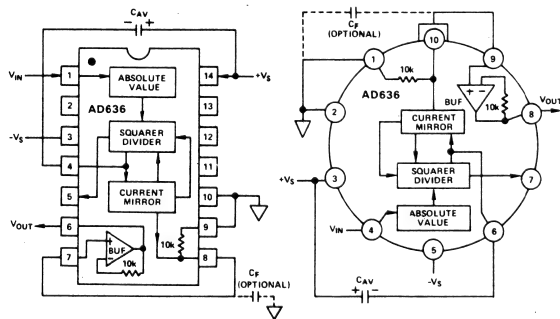 CAV
− +
VIN
1
ABSOLUTE VALUE
14
+VS
2
AD636
13
−VS
3
SQUARER DIVIDER
12
4
11
5
CURRENT MIRROR
10
VOUT
6
9
+
−
BUF
10k
10k
7
8
CF
(OPTIONAL)
CF
(OPTIONAL)
10
1
9
10k
AD636
BUF
+ −
10k
VOUT
8
2
CURRENT MIRROR
+VS
3
SQUARER DIVIDER
7
VIN
4
ABSOLUTE VALUE
6
5
−VS
+ −
CAV